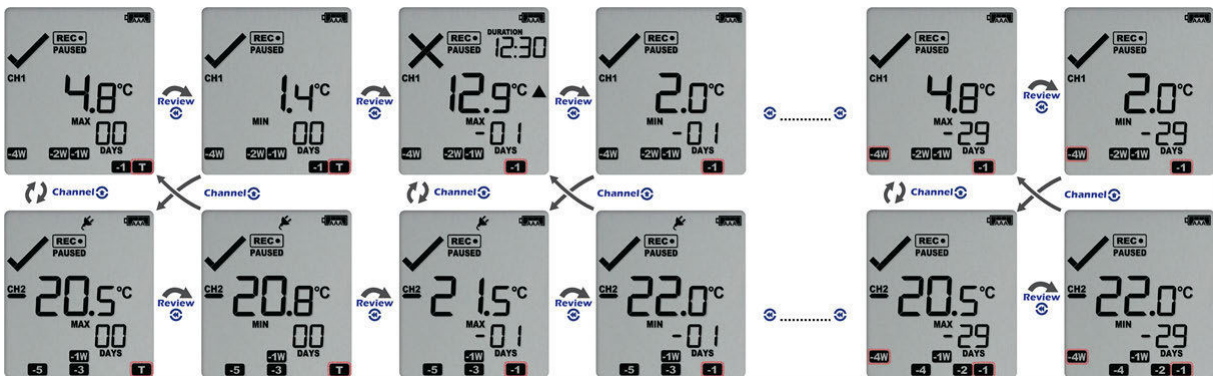 REC• REC• REC• DURATION REC• REC• REC•
PAUSED PAUSED PAUSED 12:30 PAUSED PAUSED PAUSED
CH1 4.8°C CH1 1.4°C CH1 12.9°C CH1 2.0°C CH1 4.8°C CH1 2.0°C
Review Review Review Review
MAX MIN MAX MIN MAX MIN
00 00 -01 -01 -29 -29
-4W -2W -1W DAYS -4W -2W -1W DAYS -4W -2W -1W DAYS -4W -2W -1W DAYS -4W -2W -1W DAYS -4W -2W -1W DAYS
-1 T -1 T -1 -1 -1 -1
Channel Channel Channel Channel Channel Channel
REC• REC• REC• REC• REC• REC•
PAUSED PAUSED PAUSED PAUSED PAUSED PAUSED
CH2 20.5°C CH2 20.8°C CH2 21.5°C CH2 22.0°C CH2 20.5°C CH2 22.0°C
Review Review Review Review
MAX MIN MAX MIN MAX MIN
00 00 -01 -01 -29 -29
-1W DAYS -1W DAYS -1W DAYS -1W DAYS -4W -1W DAYS -4W -1W DAYS
-5 -3 T -5 -3 T -5 -3 -1 -5 -3 -1 -4 -2 -1 -4 -2 -1